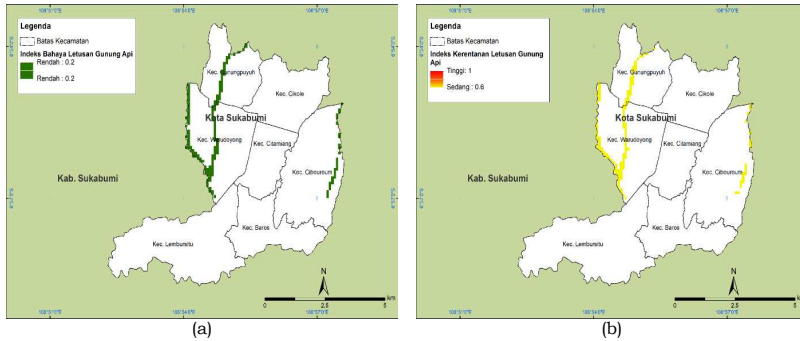 Legenda
Batas Kecamatan
Indeks Bahaya Letusan Gunung Api
Rendah : 0.2
Rendah : 0.2
Kec. Gunungpuyuh
Kec. Cikole
Kota Sukabumi
Kec. Warudoyong
Kec. Citamiang
Kab. Sukabumi
Kec. Cibeureum
Kec. Baros
Kec. Lembursitu
N
0 2.5 5
km
(a)
Legenda
Batas Kecamatan
Indeks Kerentanan Letusan Gunung
Api
Tinggi: 1
Sedang : 0.6
Kec. Gunungpuyuh
Kec. Cikole
Kota Sukabumi
Kec. Warudoyong
Kec. Citamiang
Kab. Sukabumi
Kec. Cibeureum
Kec. Baros
Kec. Lembursitu
N
0 2.5 5
km
(b)